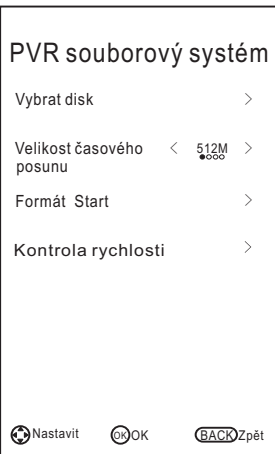 PVR souborový systém
Vybrat disk >
Velikost časového < 512M >
posunu
Formát Start >
Kontrola rychlosti >
Nastavit OK OK BACK Zpět